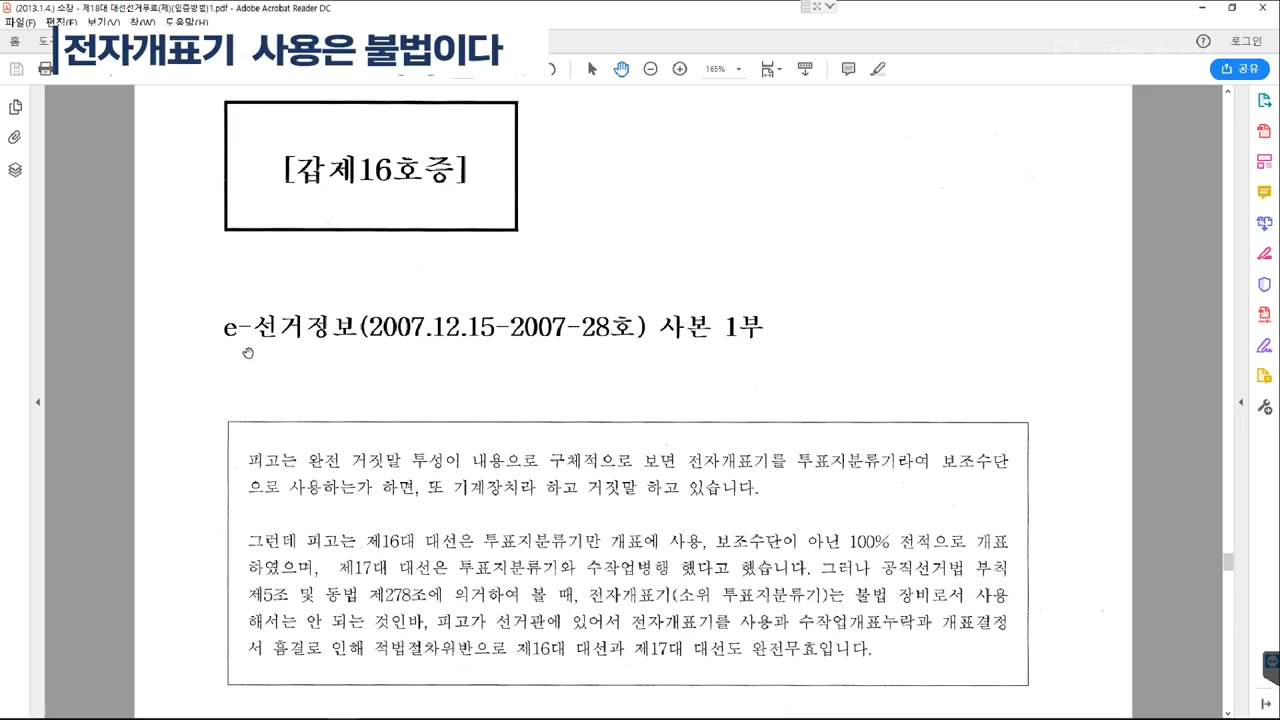 (2013.1.4.) 소장 - 제18대 대선선거무효(제)(입증방법)1.pdf - Adobe Acrobat Reader DC
파일(F) 편집(E) 보기(V) 창(W) 도움말(H)
홈
로그인
전자개표기 사용은 불법이다
165%
공유
[갑제16호증]
e-선거정보(2007.12.15-2007-28호) 사본 1부
피고는 완전 거짓말 투성이 내용으로 구체적으로 보면 전자개표기를 투표지분류기라여 보조수단
으로 사용하는가 하면, 또 기계장치라 하고 거짓말 하고 있습니다.
그런데 피고는 제16대 대선은 투표지분류기만 개표에 사용, 보조수단이 아닌 100% 전적으로 개표
하였으며, 제17대 대선은 투표지분류기와 수작업병행 했다고 했습니다. 그러나 공직선거법 부칙
제5조 및 동법 제278조에 의거하여 볼 때, 전자개표기(소위 투표지분류기)는 불법 장비로서 사용
해서는 안 되는 것인바, 피고가 선거관에 있어서 전자개표기를 사용과 수작업개표누락과 개표결정
서 흠결로 인해 적법절차위반으로 제16대 대선과 제17대 대선도 완전무효입니다.